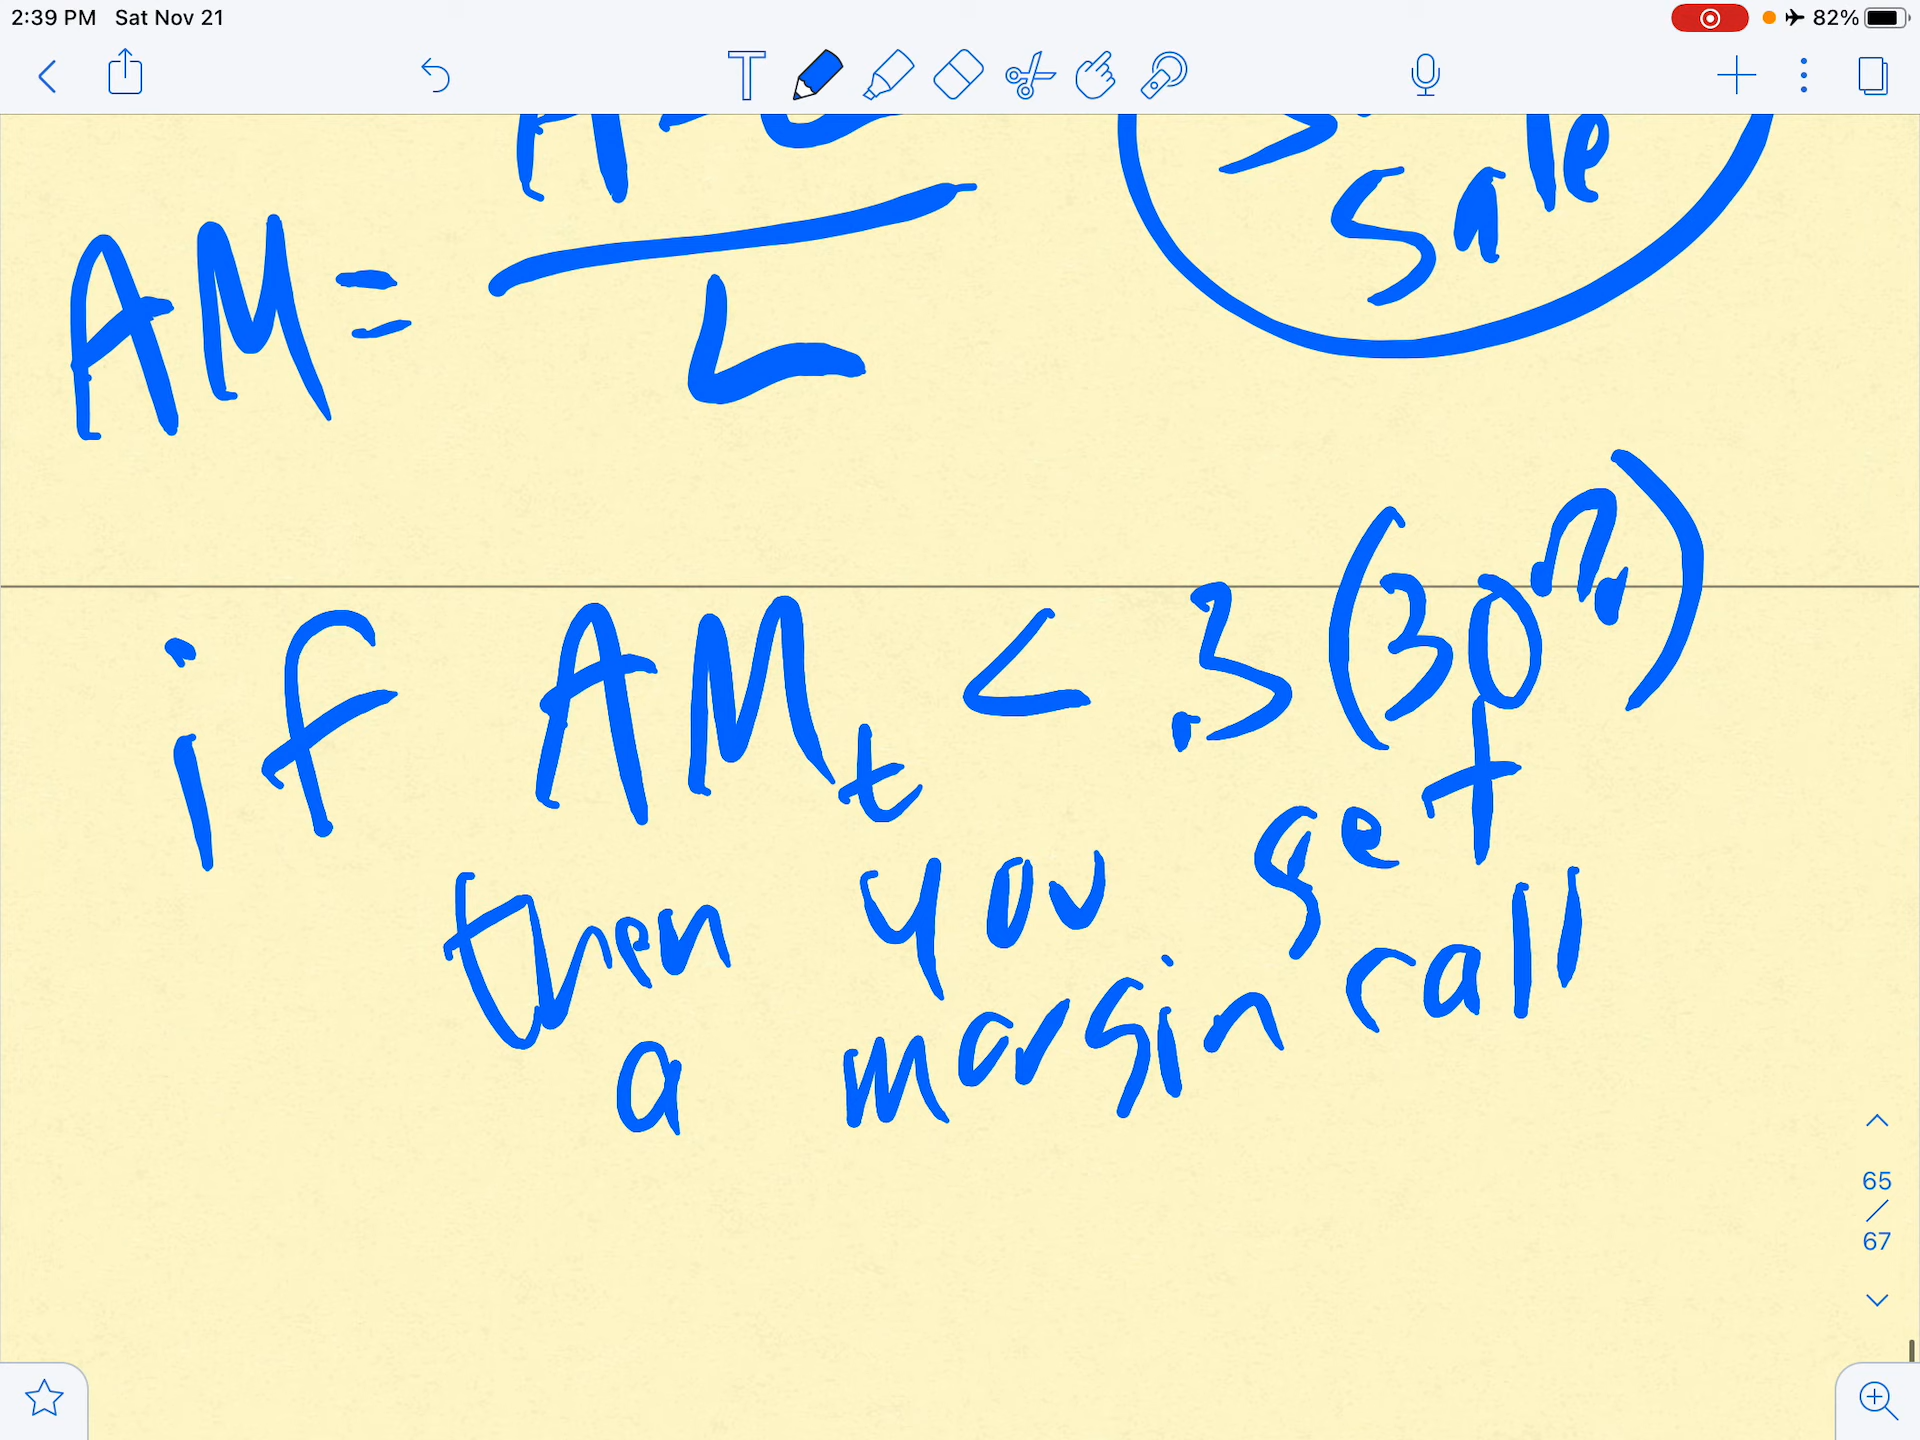 2:39 PM Sat Nov 21
82%
T
sale
AM =
L
if AMt < .3 (30%)
then you get
a margin call
65
/
67